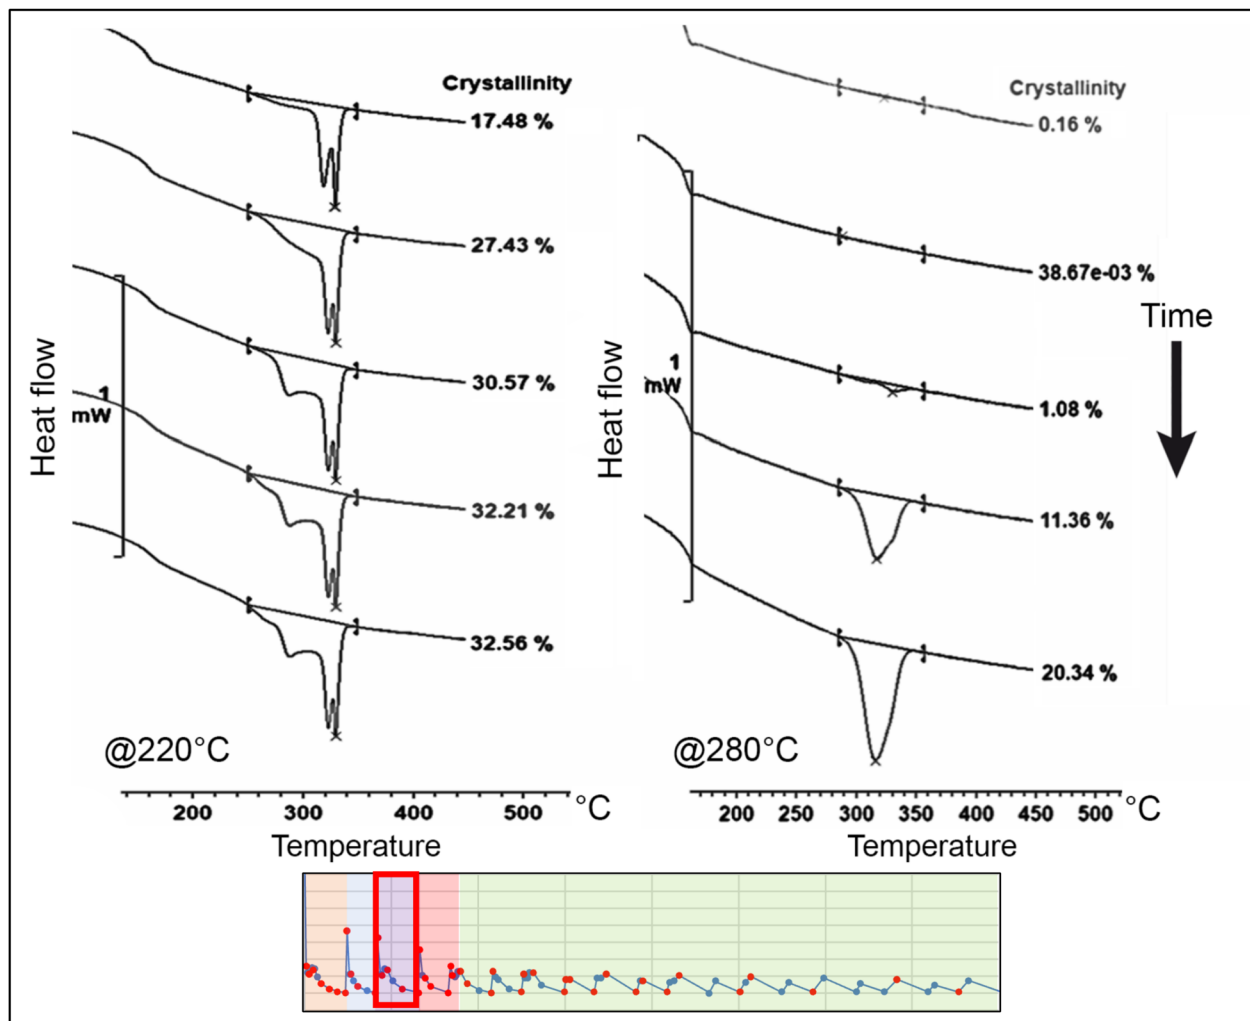 Crystallinity
17.48 %
27.43 %
30.57 %
32.21 %
32.56 %
1
mW
Heat flow
@220°C
200 300 400 500 °C
Temperature
Crystallinity
0.16 %
38.67e-03 %
1.08 %
11.36 %
20.34 %
1
mW
Heat flow
@280°C
200 250 300 350 400 450 500 °C
Temperature
Time